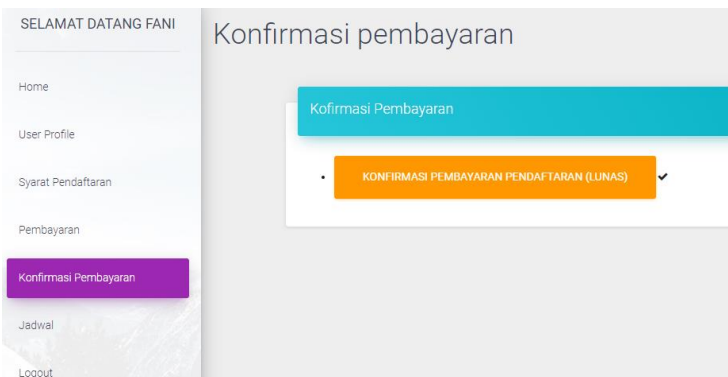 SELAMAT DATANG FANI
Home
User Profile
Syarat Pendaftaran
Pembayaran
Konfirmasi Pembayaran
Jadwal
Logout
Konfirmasi pembayaran
Kofirmasi Pembayaran
KONFIRMASI PEMBAYARAN PENDAFTARAN (LUNAS)